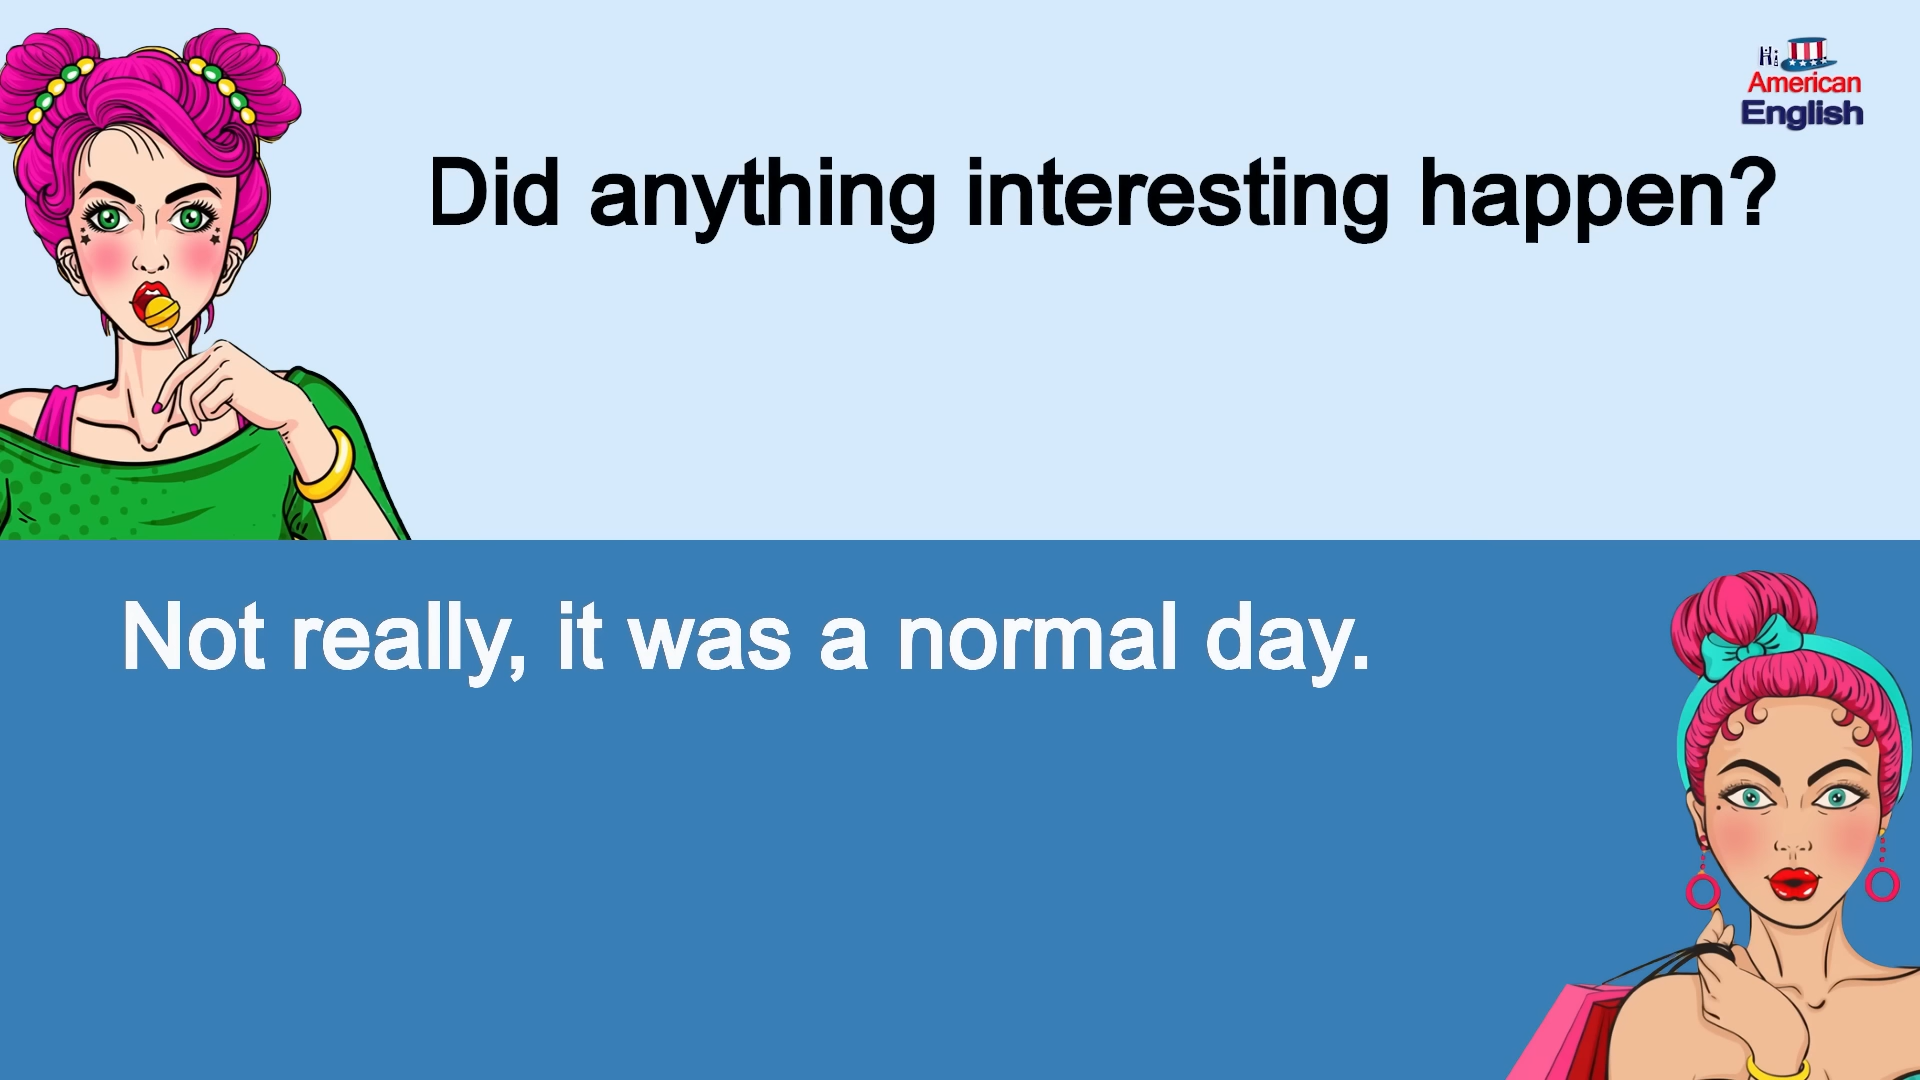 Hi
American
English
Did anything interesting happen?
Not really, it was a normal day.